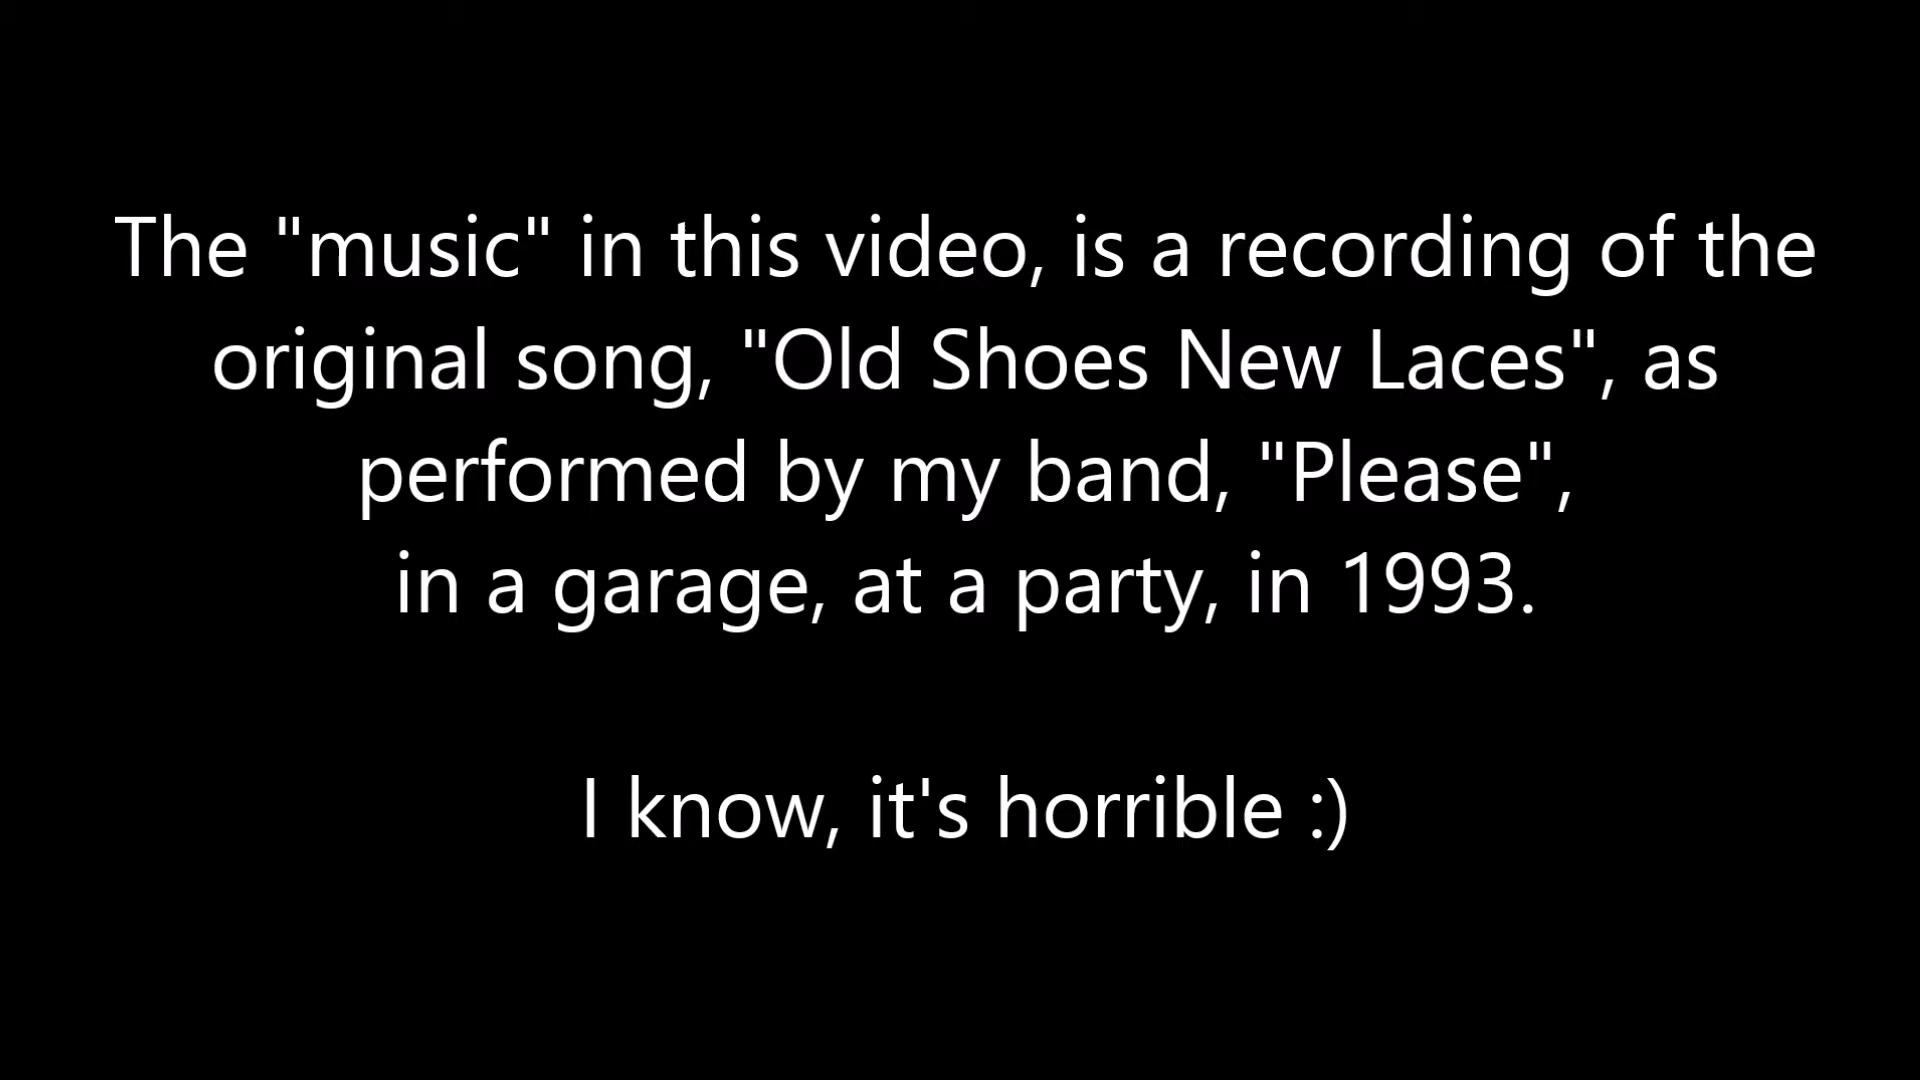 The "music" in this video, is a recording of the
original song, "Old Shoes New Laces", as
performed by my band, "Please",
in a garage, at a party, in 1993.
I know, it's horrible :)